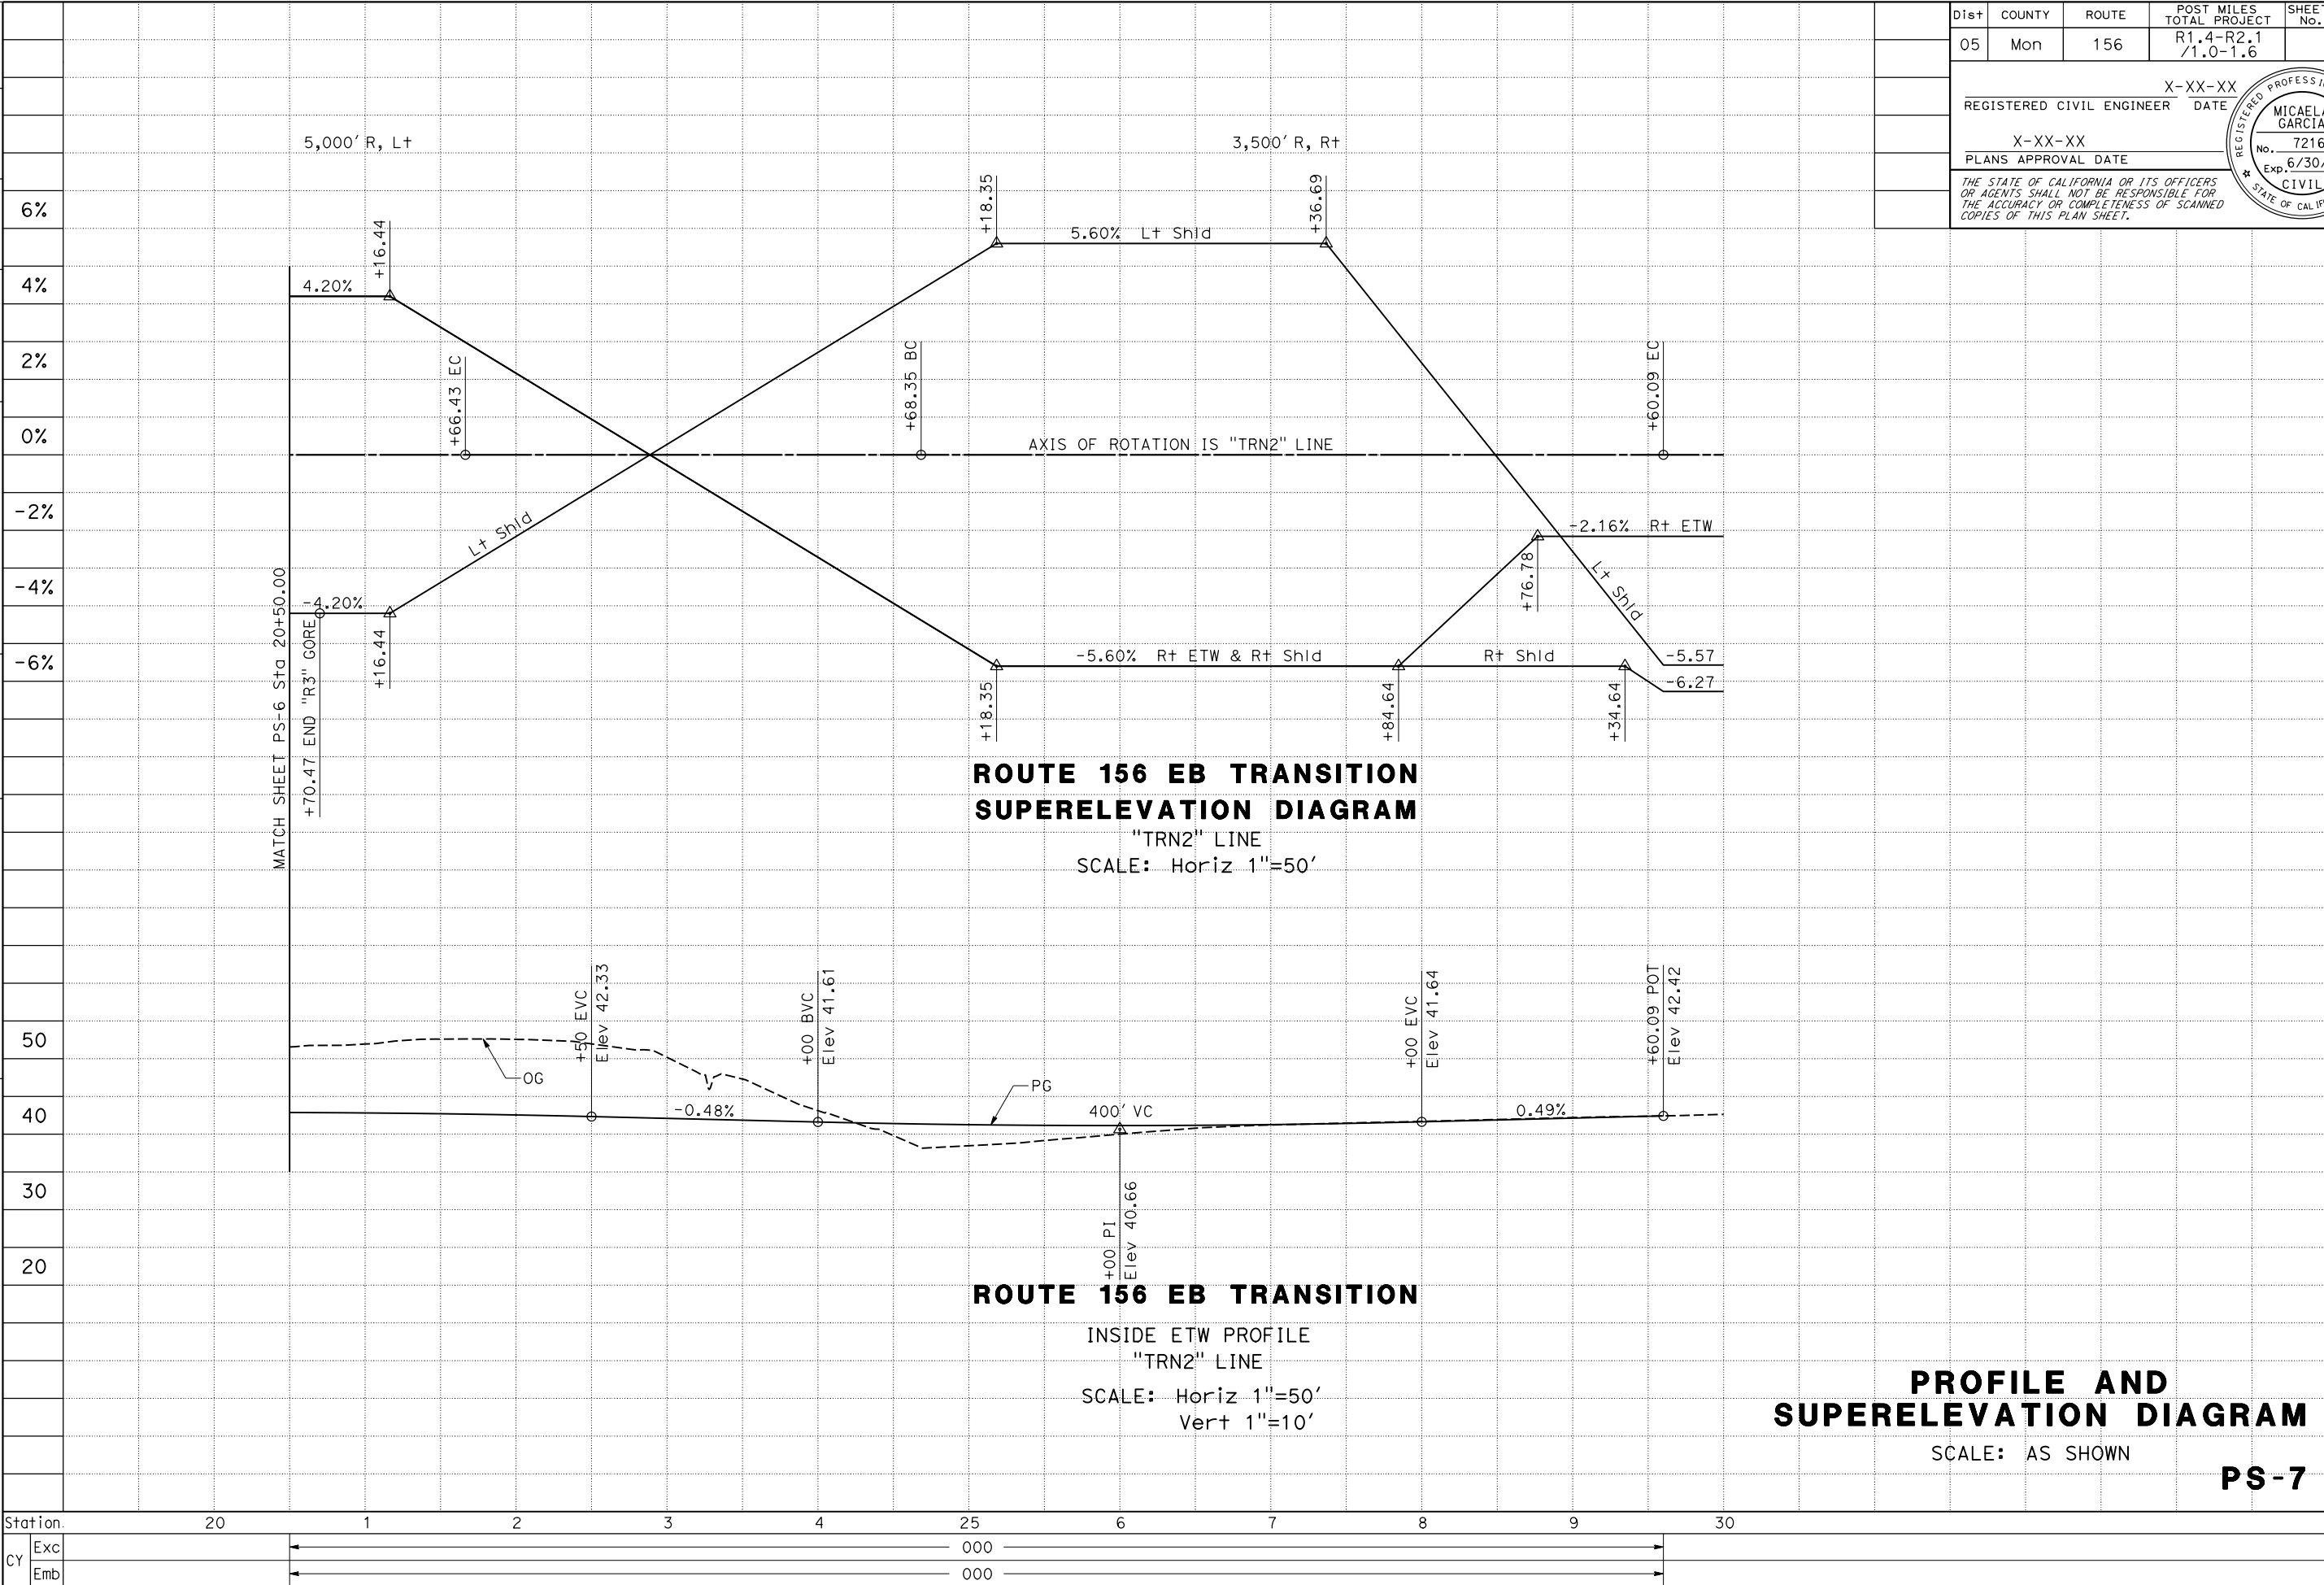 Dist COUNTY ROUTE POST MILES TOTAL PROJECT SHEET No.
05 Mon 156 R1.4-R2.1 /1.0-1.6
X-XX-XX
REGISTERED CIVIL ENGINEER DATE
X-XX-XX
PLANS APPROVAL DATE
THE STATE OF CALIFORNIA OR ITS OFFICERS
OR AGENTS SHALL NOT BE RESPONSIBLE FOR
THE ACCURACY OR COMPLETENESS OF SCANNED
COPIES OF THIS PLAN SHEET.
REGISTERED
MICAELA
GARCIA
No. 7216
Exp. 6/30/
CIVIL
STATE OF
5,000' R, Lt
3,500' R, Rt
6%
4%
2%
0%
-2%
-4%
-6%
4.20%
+16.44
+66.43 EC
+68.35 BC
+18.35
5.60% Lt Shld
+36.69
+60.09 EC
AXIS OF ROTATION IS "TRN2" LINE
Lt Shld
-4.20%
+16.44
MATCH SHEET PS-6 Sta 20+50.00
+70.47 END "R3" GORE
-5.60% Rt ETW & Rt Shld
+18.35
+84.64
Rt Shld
+76.78
-2.16% Rt ETW
Lt Shld
+34.64
-5.57
-6.27
ROUTE 156 EB TRANSITION
SUPERELEVATION DIAGRAM
"TRN2" LINE
SCALE: Horiz 1"=50'
50
40
30
20
OG
+50 EVC
Elev 42.33
-0.48%
+00 BVC
Elev 41.61
PG
400' VC
+00 PI
Elev 40.66
+00 EVC
Elev 41.64
0.49%
+60.09 POT
Elev 42.42
ROUTE 156 EB TRANSITION
INSIDE ETW PROFILE
"TRN2" LINE
SCALE: Horiz 1"=50'
Vert 1"=10'
PROFILE AND
SUPERELEVATION DIAGRAM
SCALE: AS SHOWN
PS-7
Station 20 1 2 3 4 25 6 7 8 9 30
CY
Exc 000
Emb 000